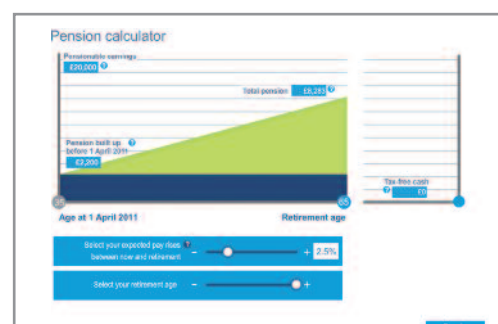 Pension calculator
Pensionable earnings
£20,000
Total pension
Pension built up
before 1 April 2011
£2,200
Tax-free cash
£0
65
Age at 1 April 2011
Retirement age
Select your expected pay rises
between now and retirement
- + 2.5%
Select your retirement age
- +